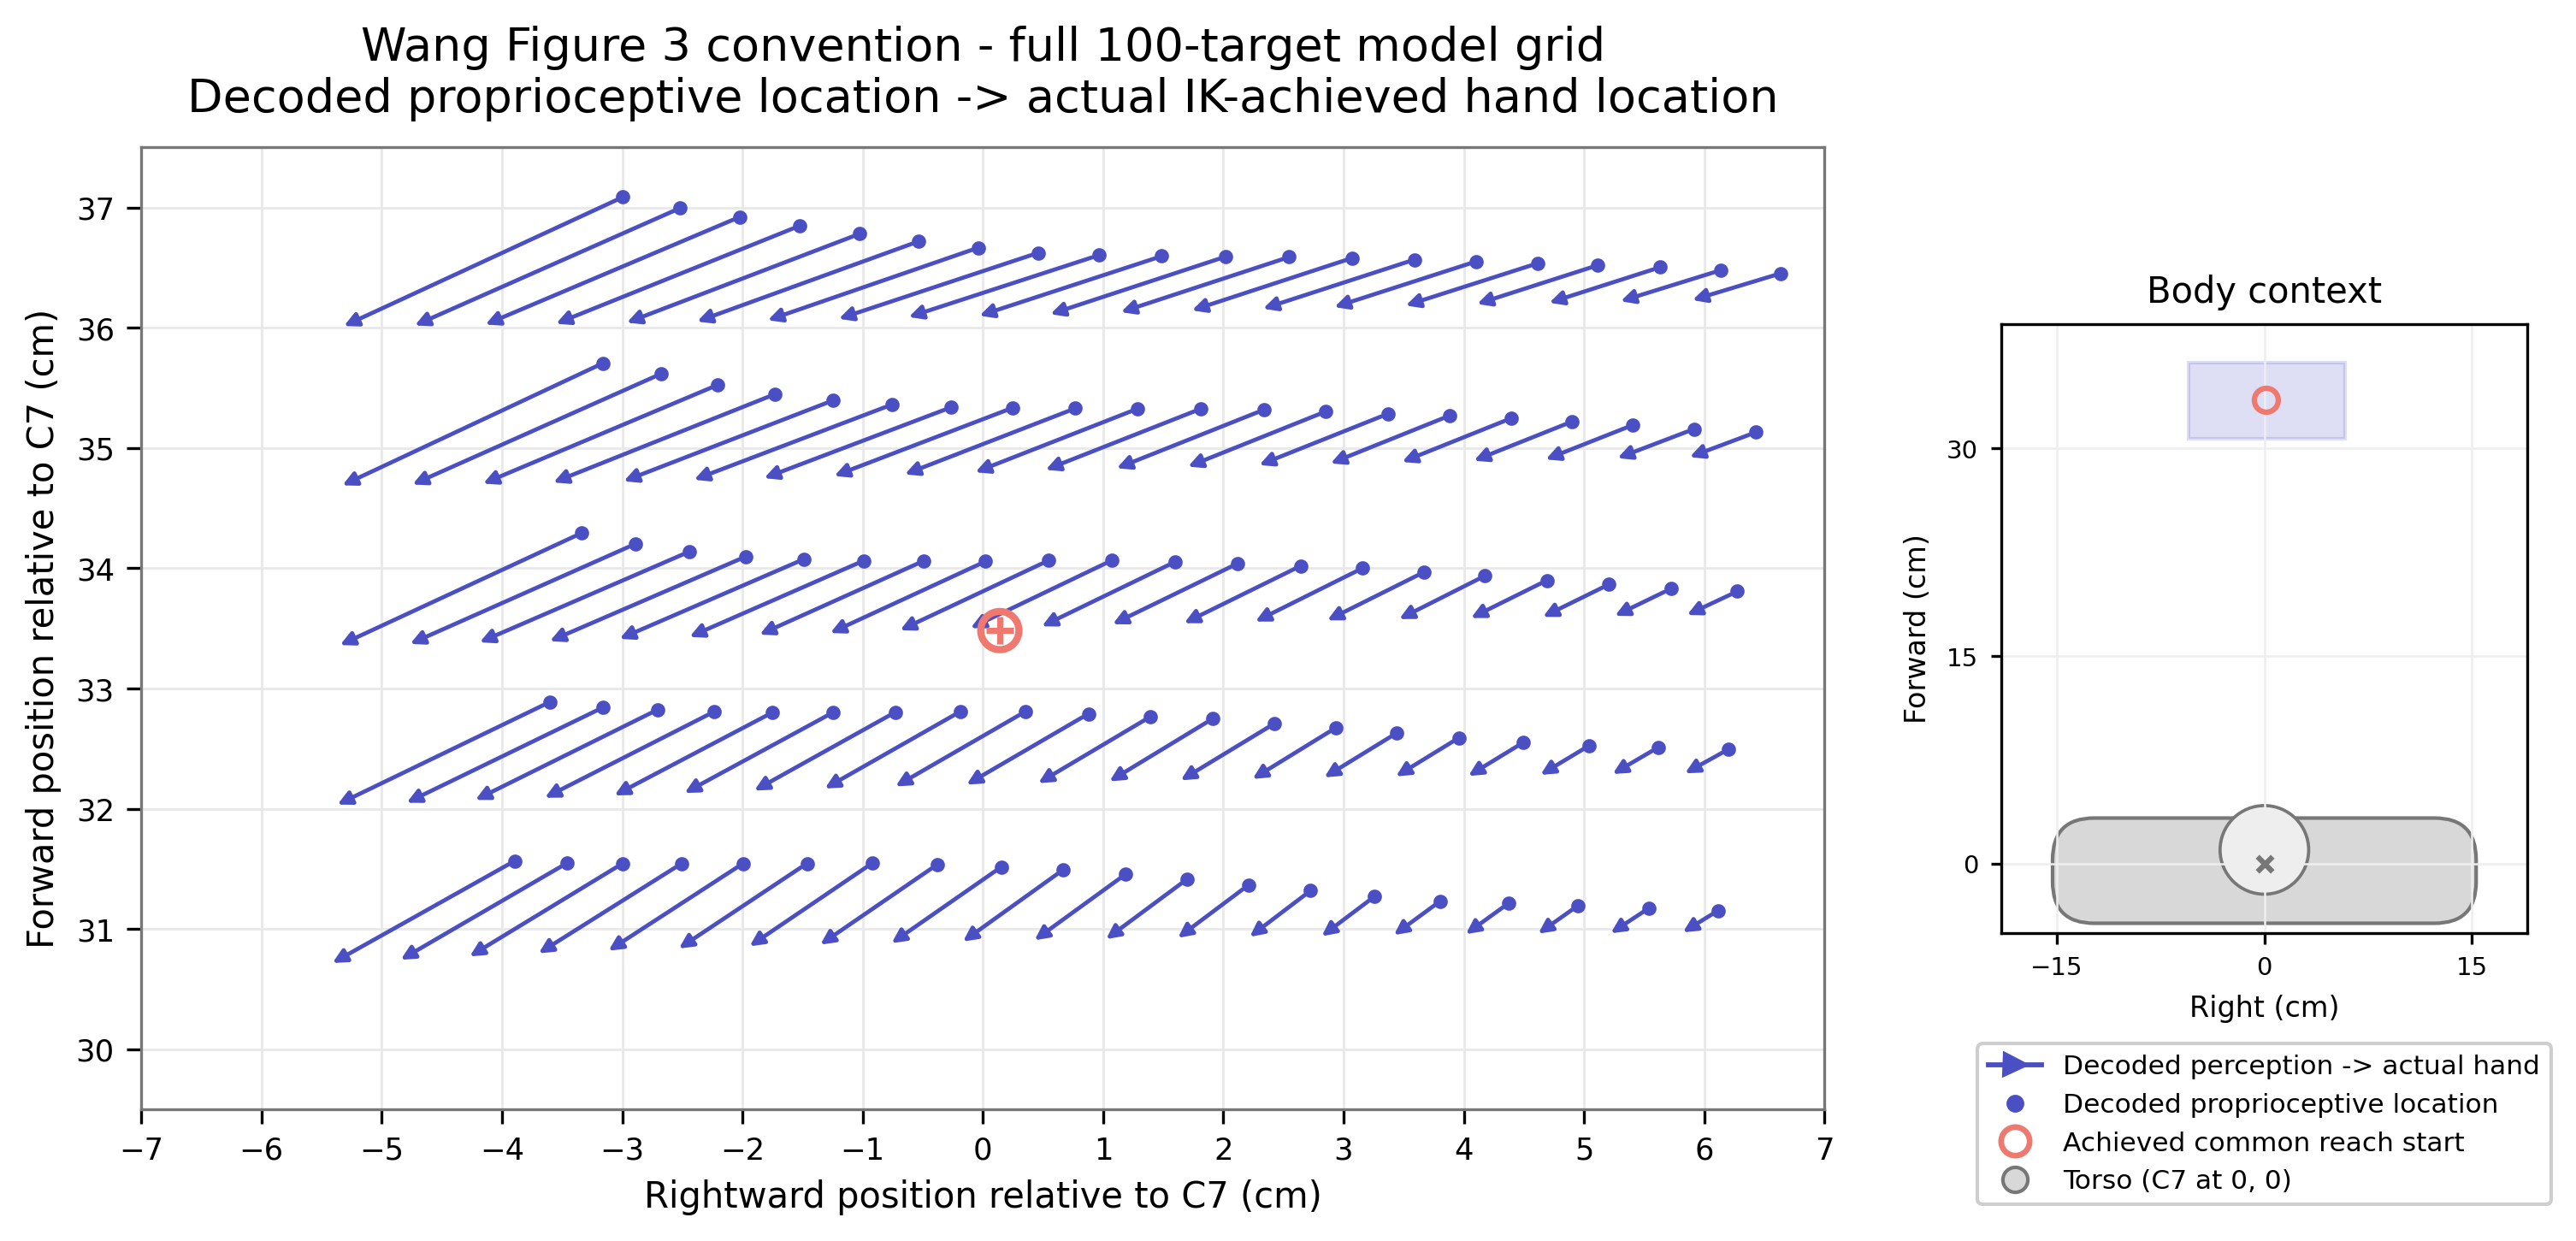 Wang Figure 3 convention - full 100-target model grid
Decoded proprioceptive location -> actual IK-achieved hand location
Forward position relative to C7 (cm)
37
36
35
34
33
32
31
30
−7 −6 −5 −4 −3 −2 −1 0 1 2 3 4 5 6 7
Rightward position relative to C7 (cm)
Body context
Forward (cm)
30
15
0
−15 0 15
Right (cm)
Decoded perception -> actual hand
Decoded proprioceptive location
Achieved common reach start
Torso (C7 at 0, 0)